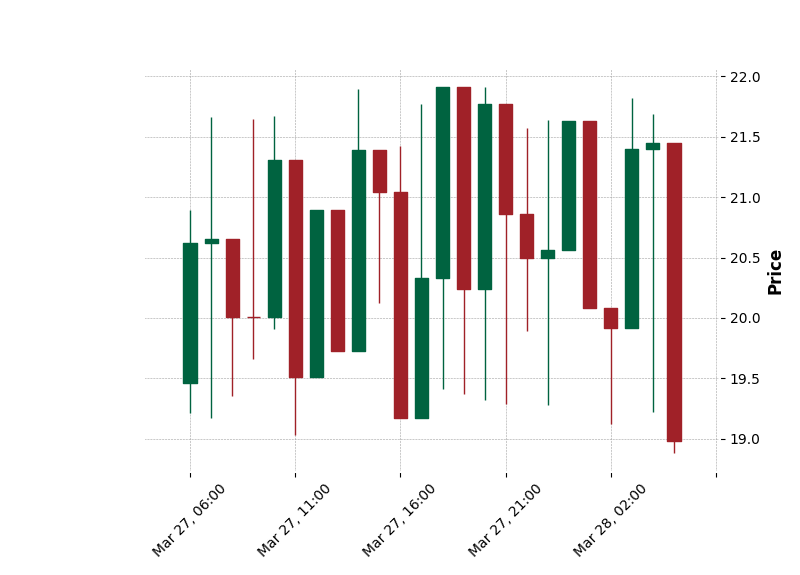 22.0
21.5
21.0
20.5
20.0
19.5
19.0
Price
Mar 27, 06:00
Mar 27, 11:00
Mar 27, 16:00
Mar 27, 21:00
Mar 28, 02:00